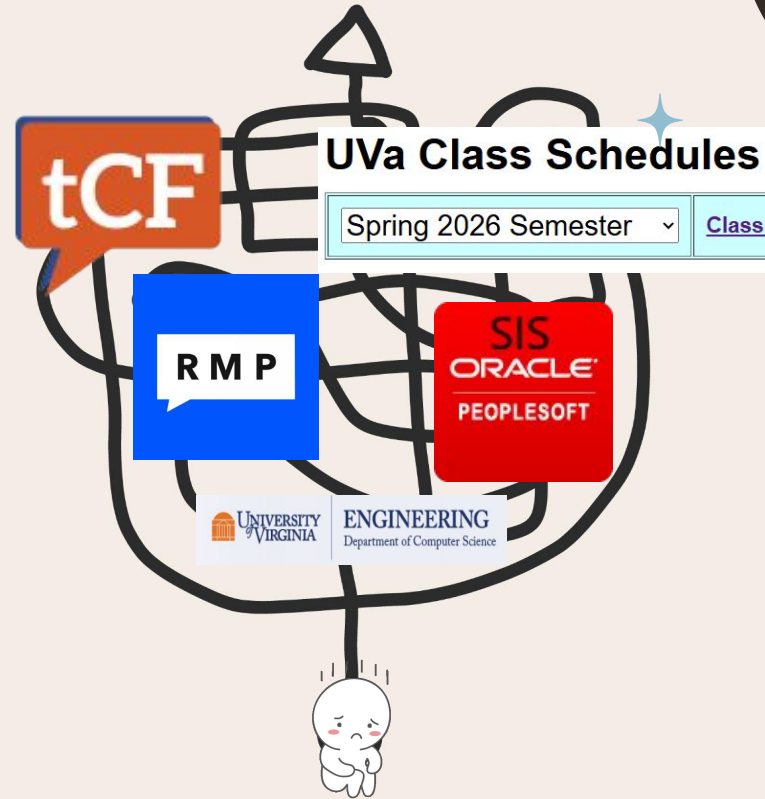 tCF
UVa Class Schedules
Spring 2026 Semester
Class
RMP
SIS
ORACLE
PEOPLESOFT
UNIVERSITY
of VIRGINIA
ENGINEERING
Department of Computer Science